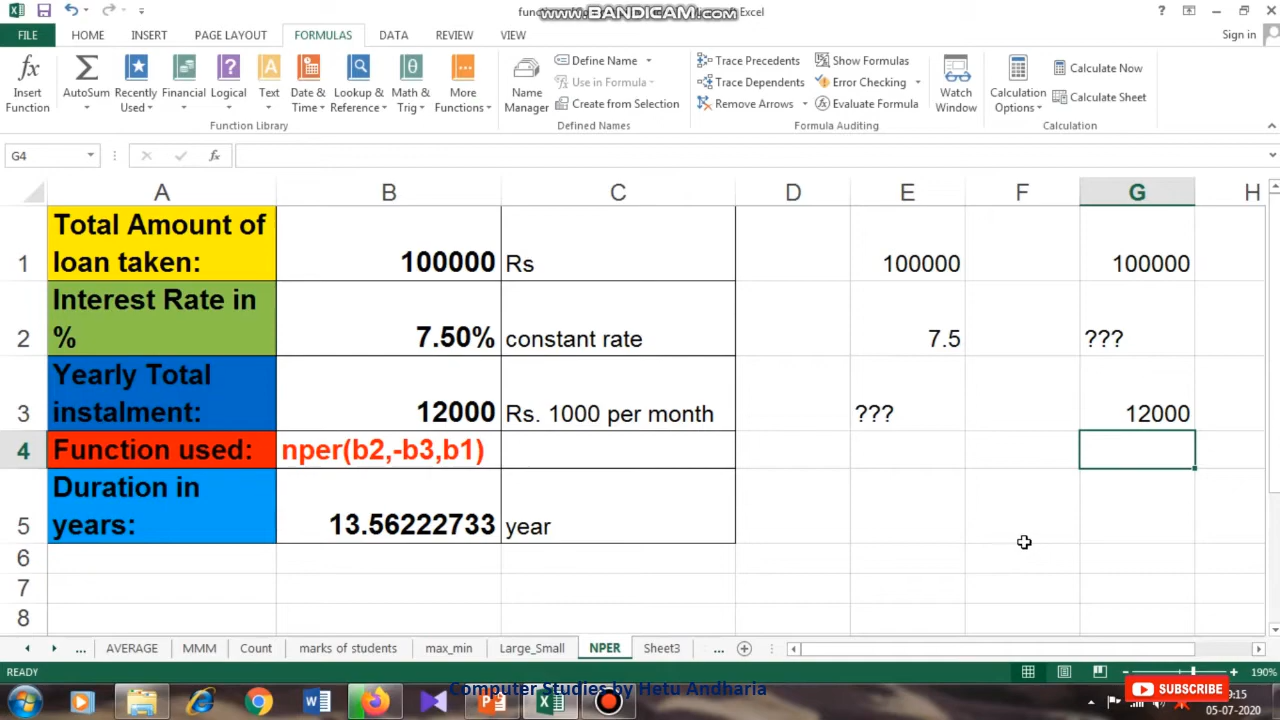 function
www.BANDICAM.com
Excel
FILE HOME INSERT PAGE LAYOUT FORMULAS DATA REVIEW VIEW Sign in
Insert Function
AutoSum
Recently Used
Financial
Logical
Text
Date & Time
Lookup & Reference
Math & Trig
More Functions
Function Library
Name Manager
Define Name
Use in Formula
Create from Selection
Defined Names
Trace Precedents
Trace Dependents
Remove Arrows
Show Formulas
Error Checking
Evaluate Formula
Formula Auditing
Watch Window
Calculation Options
Calculate Now
Calculate Sheet
Calculation
G4 fx
A B C D E F G H
1 Total Amount of loan taken: 100000 Rs 100000 100000
2 Interest Rate in % 7.50% constant rate 7.5 ???
3 Yearly Total instalment: 12000 Rs. 1000 per month ??? 12000
4 Function used: nper(b2,-b3,b1)
5 Duration in years: 13.56222733 year
6
7
8
... AVERAGE MMM Count marks of students max_min Large_Small NPER Sheet3 ...
READY 190%
Computer Studies by Hetu Andharia
SUBSCRIBE
9:15
05-07-2020